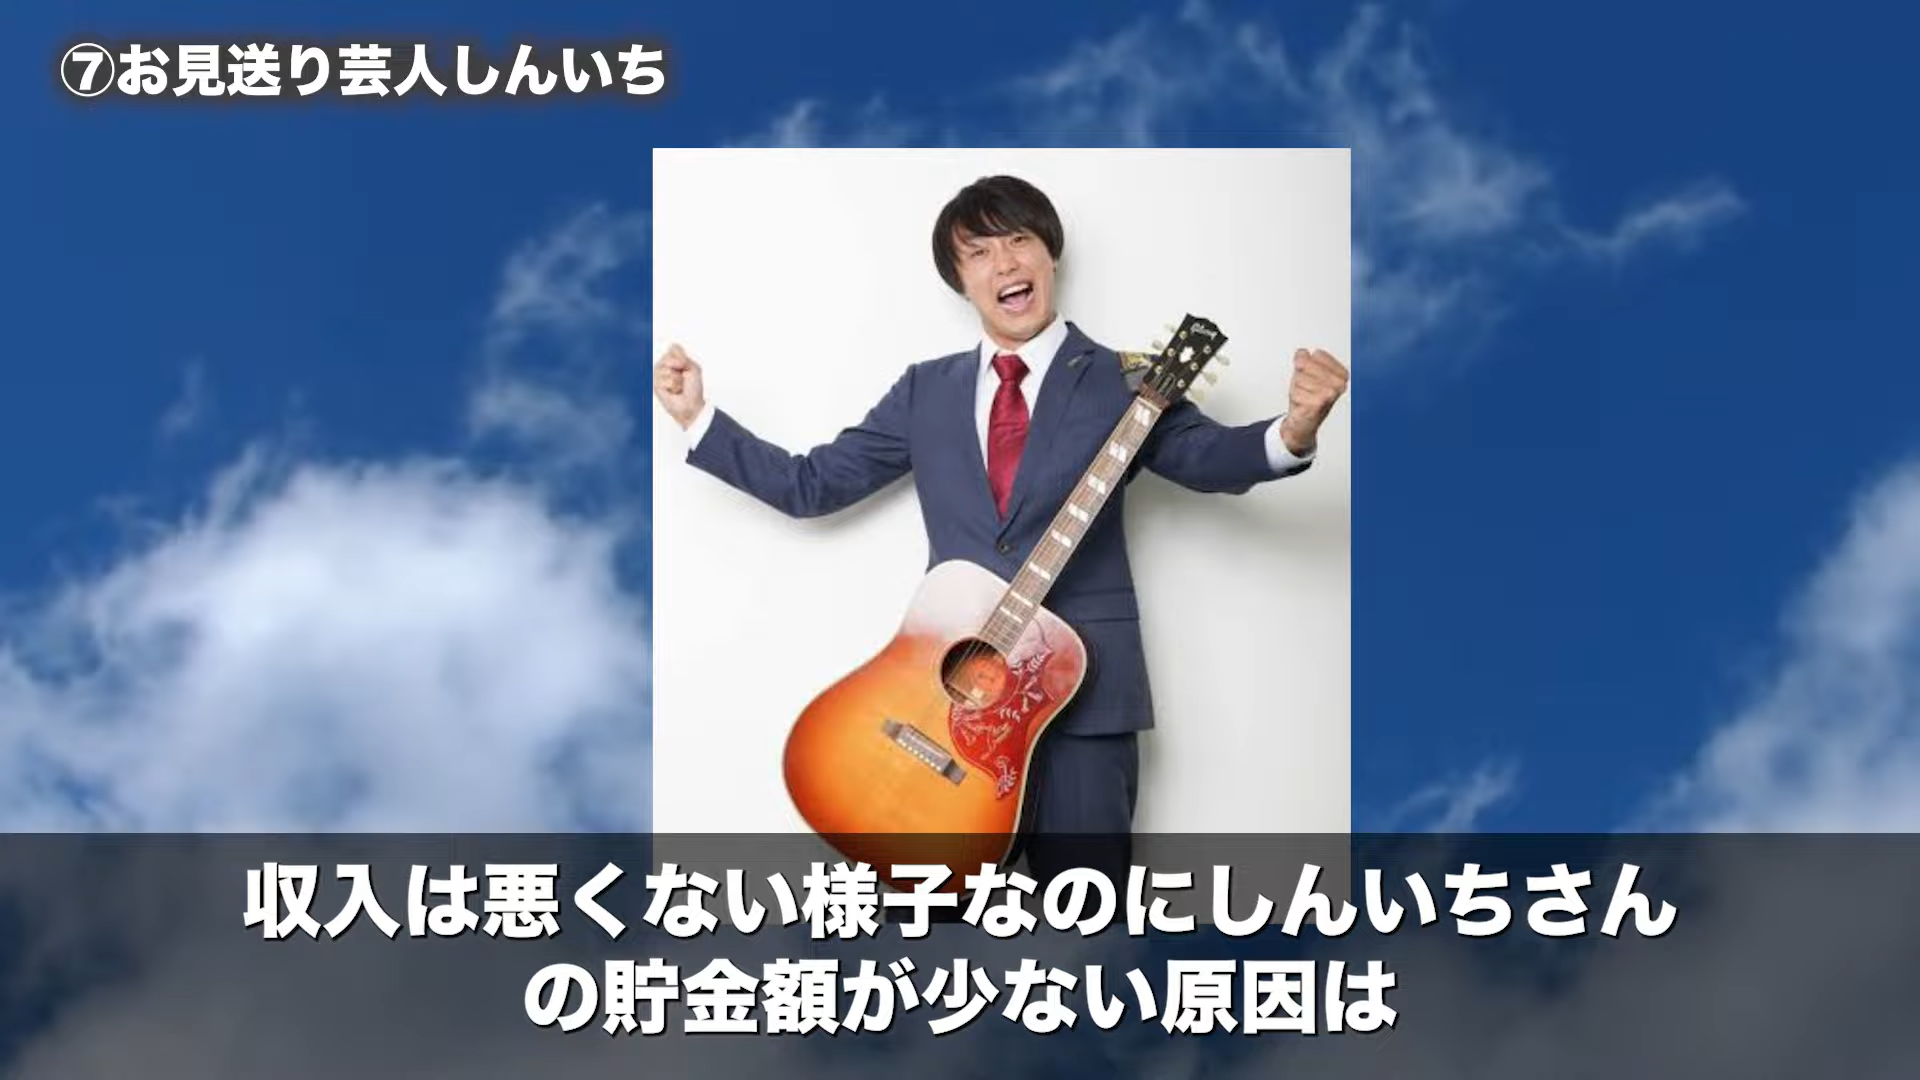 ⑦お見送り芸人しんいち
Gibson
収入は悪くない様子なのにしんいちさん
の貯金額が少ない原因は